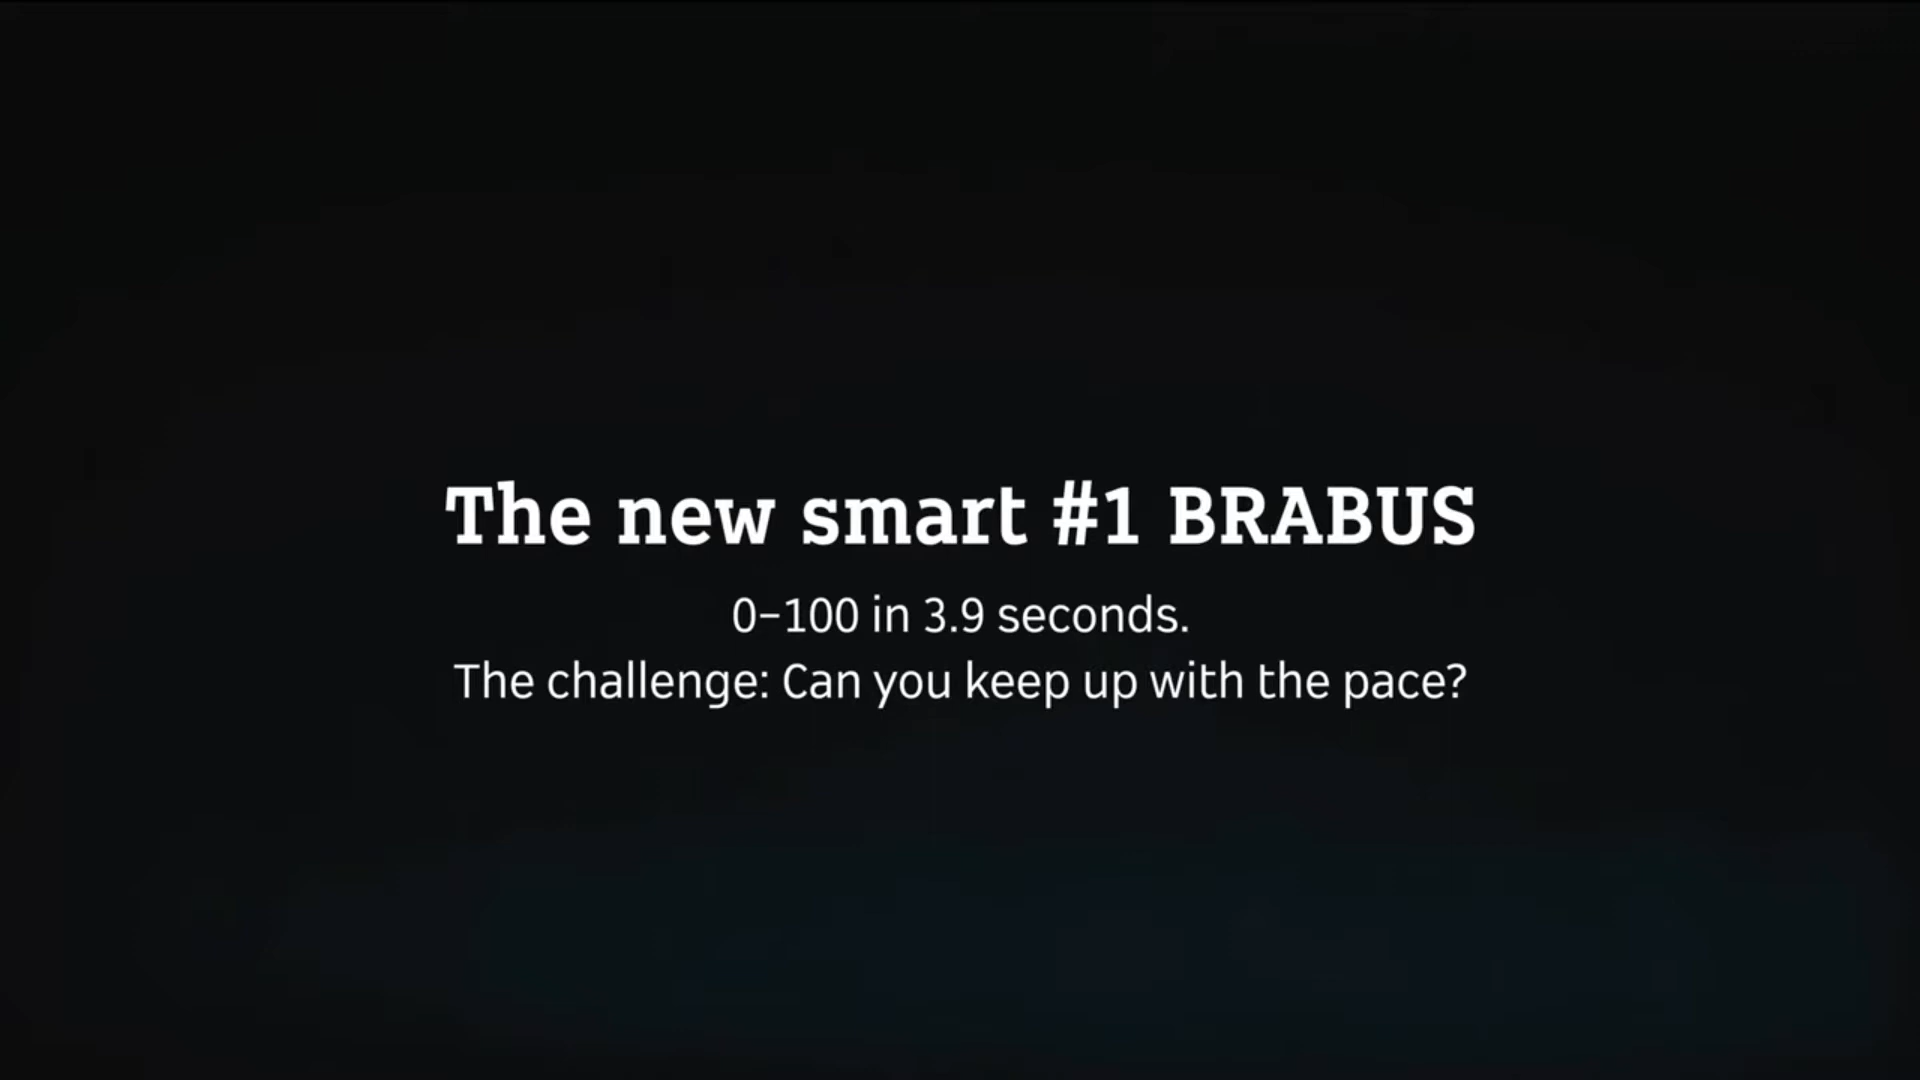 The new smart #1 BRABUS
0–100 in 3.9 seconds.
The challenge: Can you keep up with the pace?